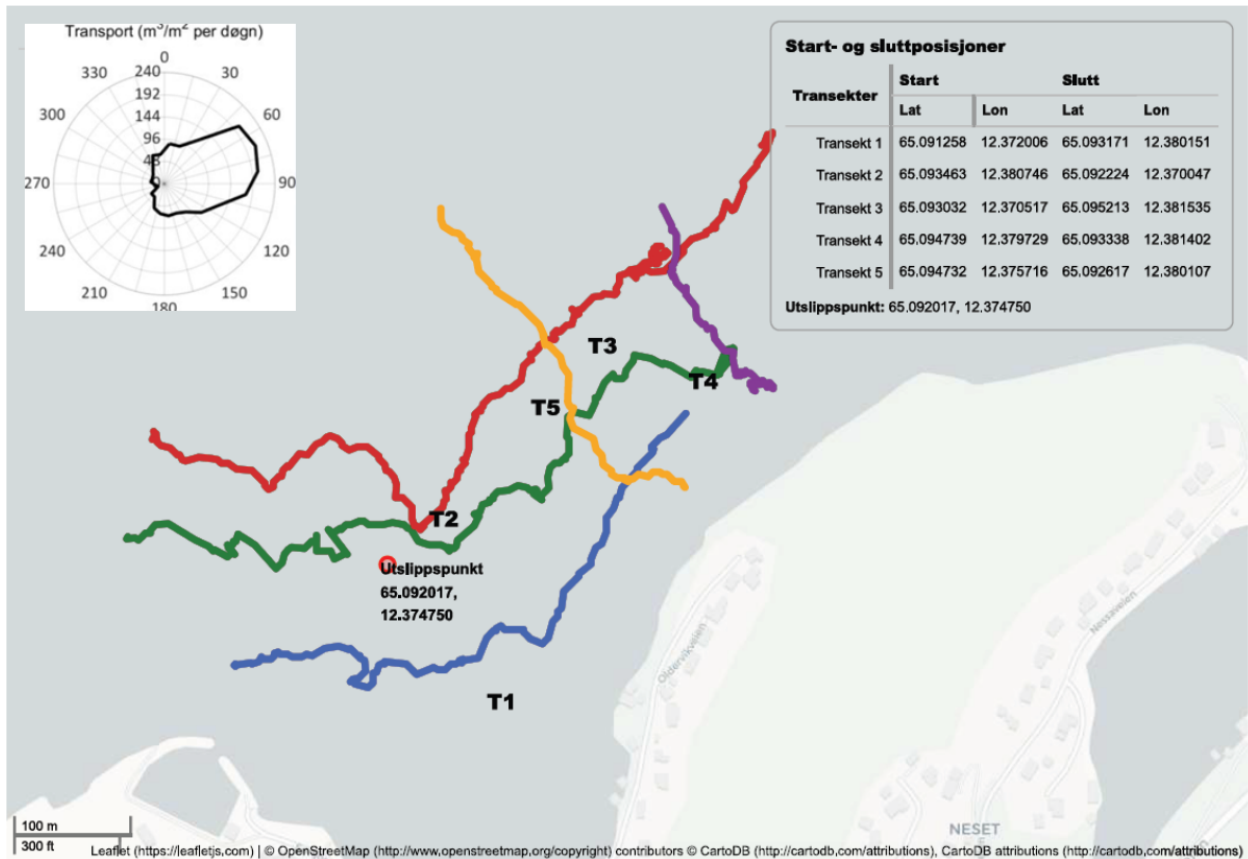 Transport (m³/m² per døgn)
0
330
30
240
192
300
144
60
96
48
270
0
90
240
120
210
150
180
Start- og sluttposisjoner
Transekter Start Slutt
Lat Lon Lat Lon
Transekt 1 65.091258 12.372006 65.093171 12.380151
Transekt 2 65.093463 12.380746 65.092224 12.370047
Transekt 3 65.093032 12.370517 65.095213 12.381535
Transekt 4 65.094739 12.379729 65.093338 12.381402
Transekt 5 65.094732 12.375716 65.092617 12.380107
Utslippspunkt: 65.092017, 12.374750
T3
T4
T5
T2
Utslippspunkt
65.092017,
12.374750
T1
Oldervikveien
Nessaveien
NESET
100 m
300 ft
Leaflet (https://leafletjs.com) | © OpenStreetMap (http://www.openstreetmap.org/copyright) contributors © CartoDB (http://cartodb.com/attributions), CartoDB attributions (http://cartodb.com/attributions)